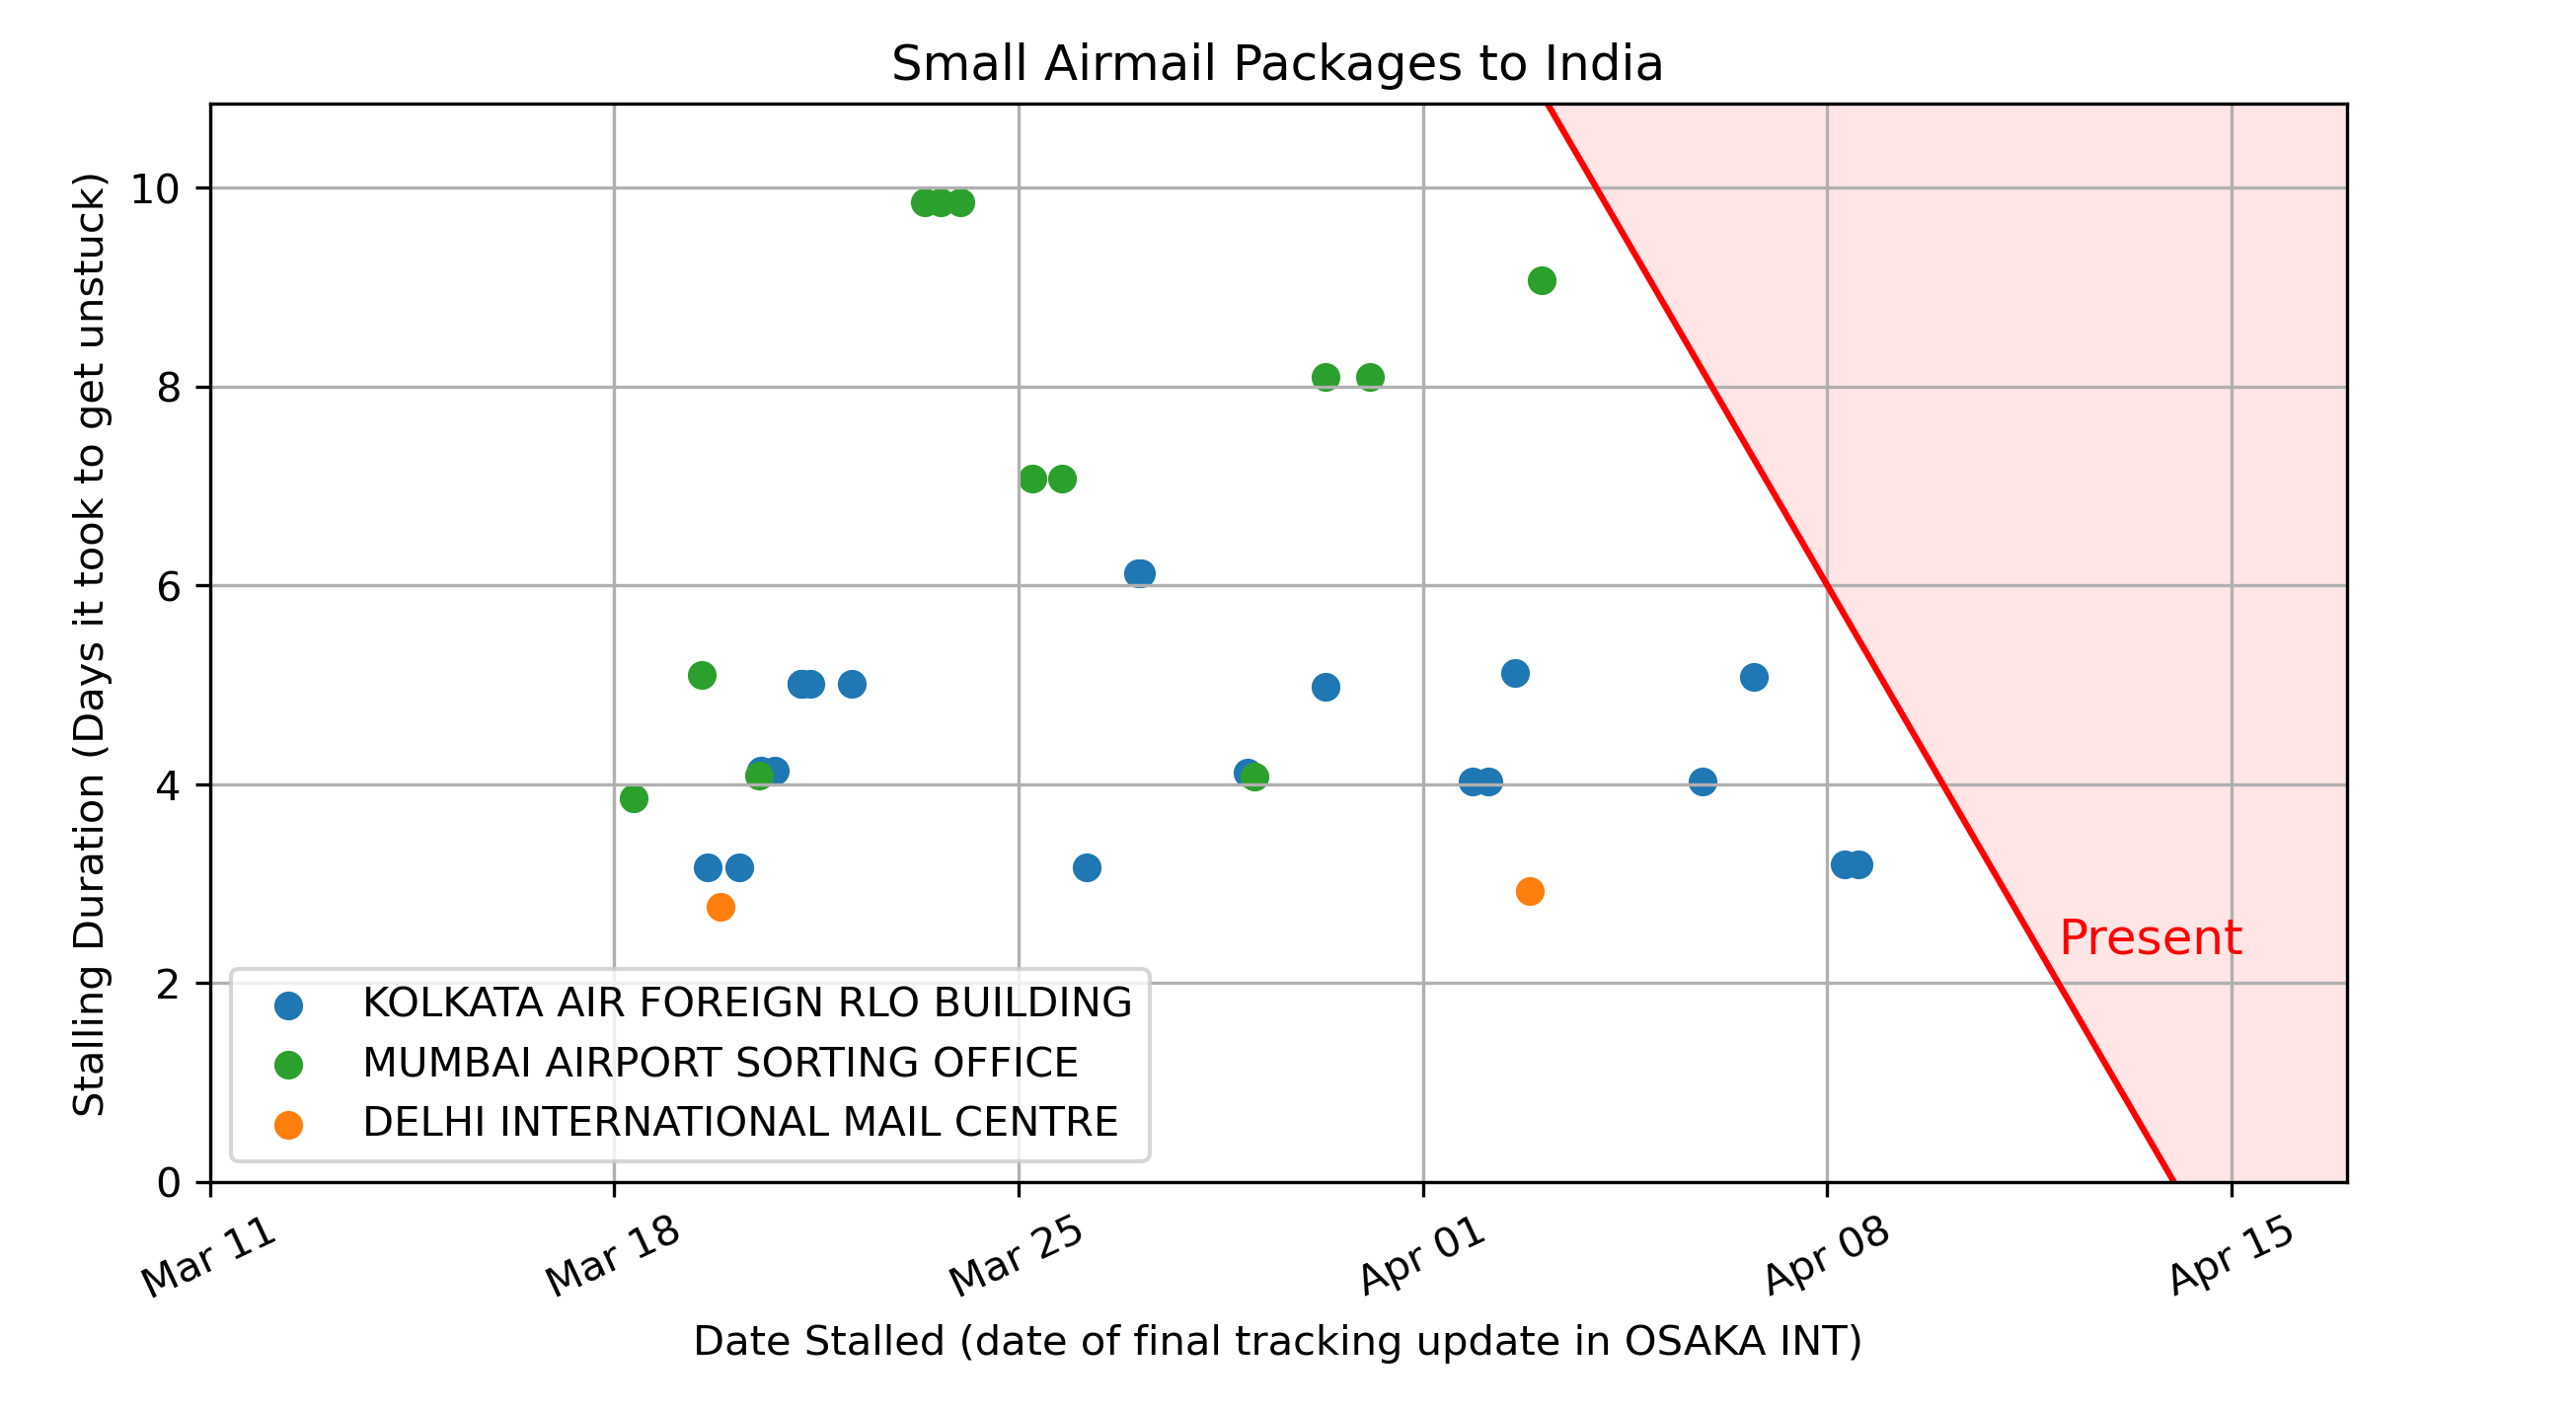 Small Airmail Packages to India
Stalling Duration (Days it took to get unstuck)
10
8
6
4
2
0
Present
KOLKATA AIR FOREIGN RLO BUILDING
MUMBAI AIRPORT SORTING OFFICE
DELHI INTERNATIONAL MAIL CENTRE
Mar 11
Mar 18
Mar 25
Apr 01
Apr 08
Apr 15
Date Stalled (date of final tracking update in OSAKA INT)